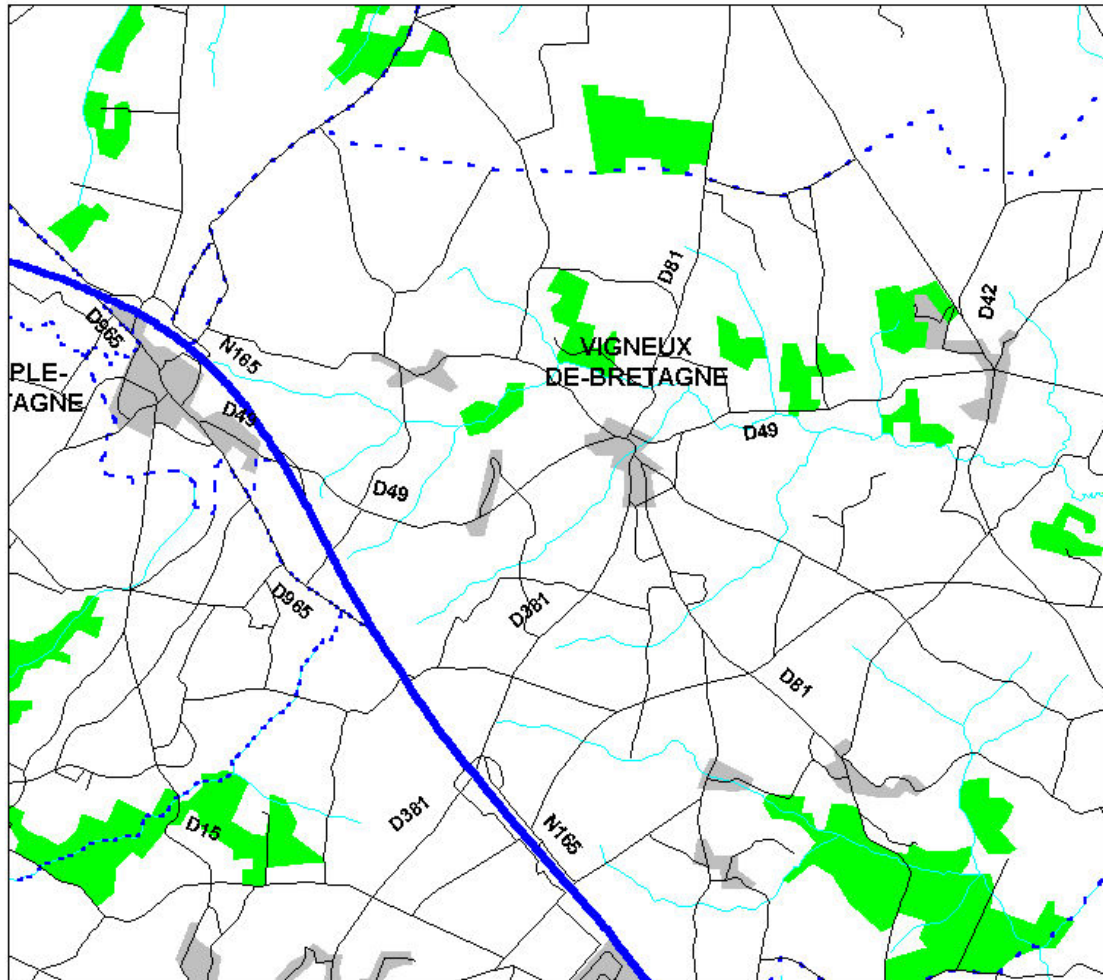 D81
D42
D965
N165
VIGNEUX
DE-BRETAGNE
PLE-
TAGNE
D49
D49
D49
D965
D381
D81
D381
D15
N165